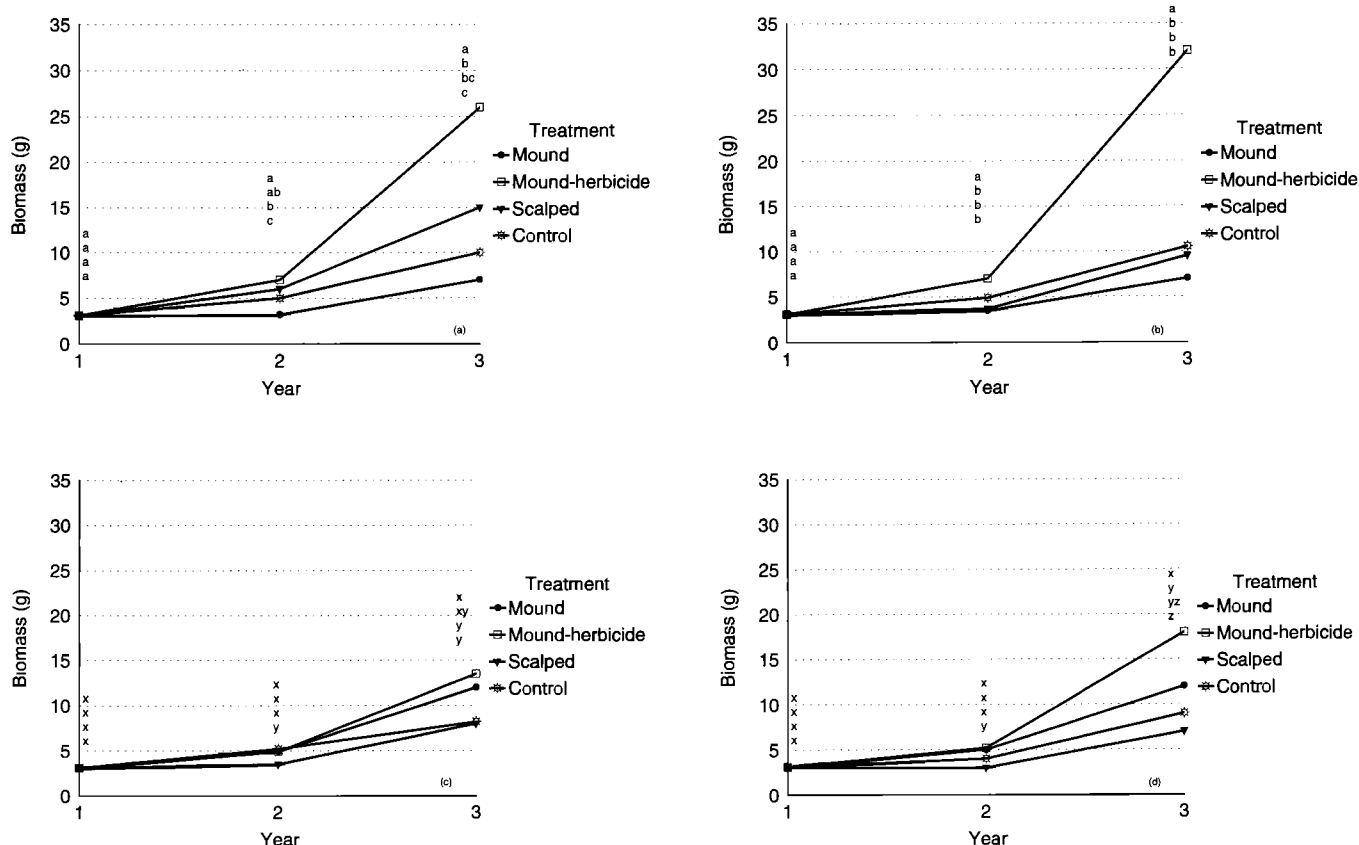 35
30
25
20
15
10
5
0
Biomass (g)
1
2
3
Year
a
a
a
a
a
ab
b
c
a
b
bc
c
Treatment
Mound
Mound-herbicide
Scalped
Control
(a)
35
30
25
20
15
10
5
0
Biomass (g)
1
2
3
Year
a
a
a
a
a
b
b
b
a
b
b
b
Treatment
Mound
Mound-herbicide
Scalped
Control
(b)
35
30
25
20
15
10
5
0
Biomass (g)
1
2
3
Year
x
x
x
x
x
x
x
y
x
xy
y
y
Treatment
Mound
Mound-herbicide
Scalped
Control
(c)
35
30
25
20
15
10
5
0
Biomass (g)
1
2
3
Year
x
x
x
x
x
x
x
y
x
y
yz
z
Treatment
Mound
Mound-herbicide
Scalped
Control
(d)